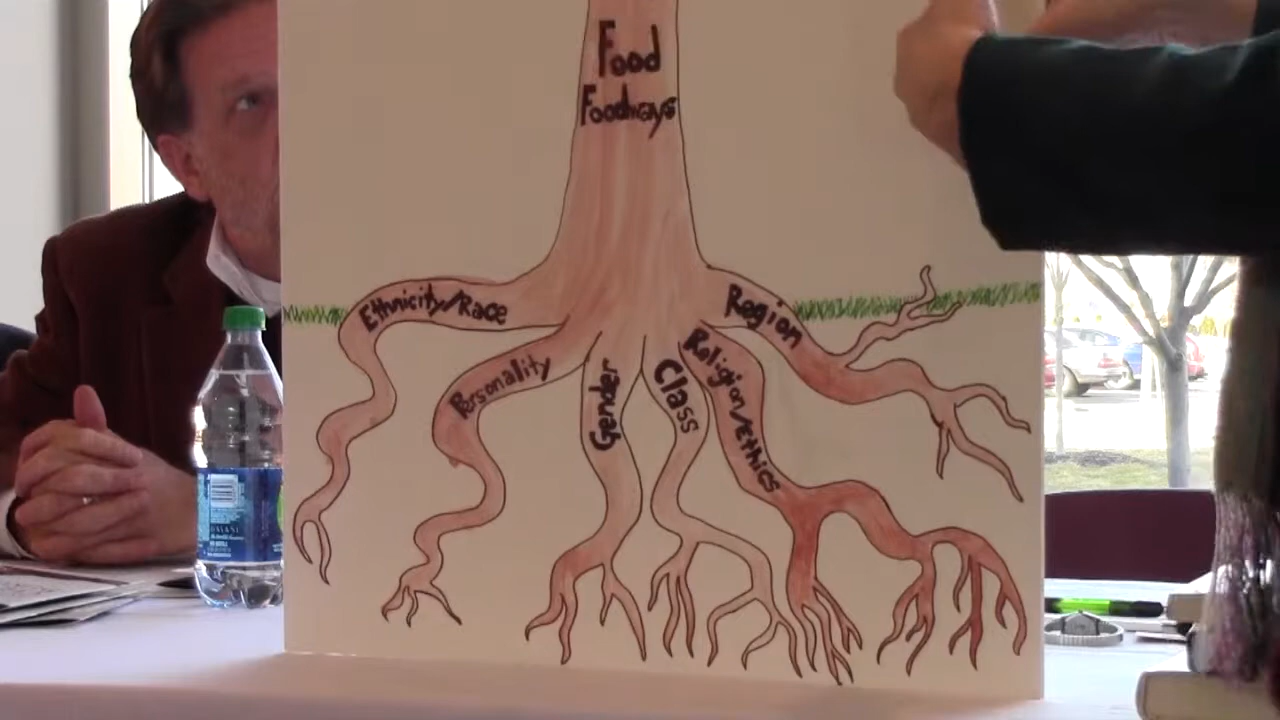 Food
Foodways
Ethnicity/Race
Personality
Gender
Class
Religion/Ethics
Region